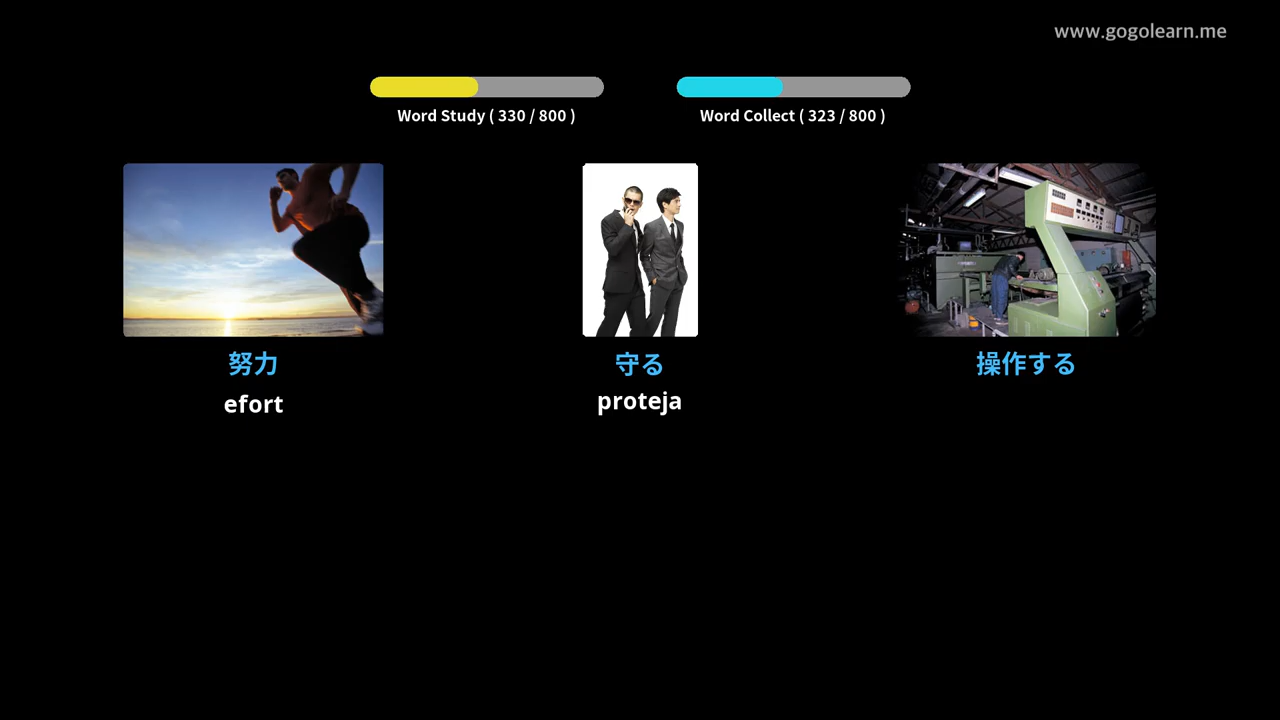 www.gogolearn.me
Word Study ( 330 / 800 )
Word Collect ( 323 / 800 )
努力
守る
操作する
efort
proteja